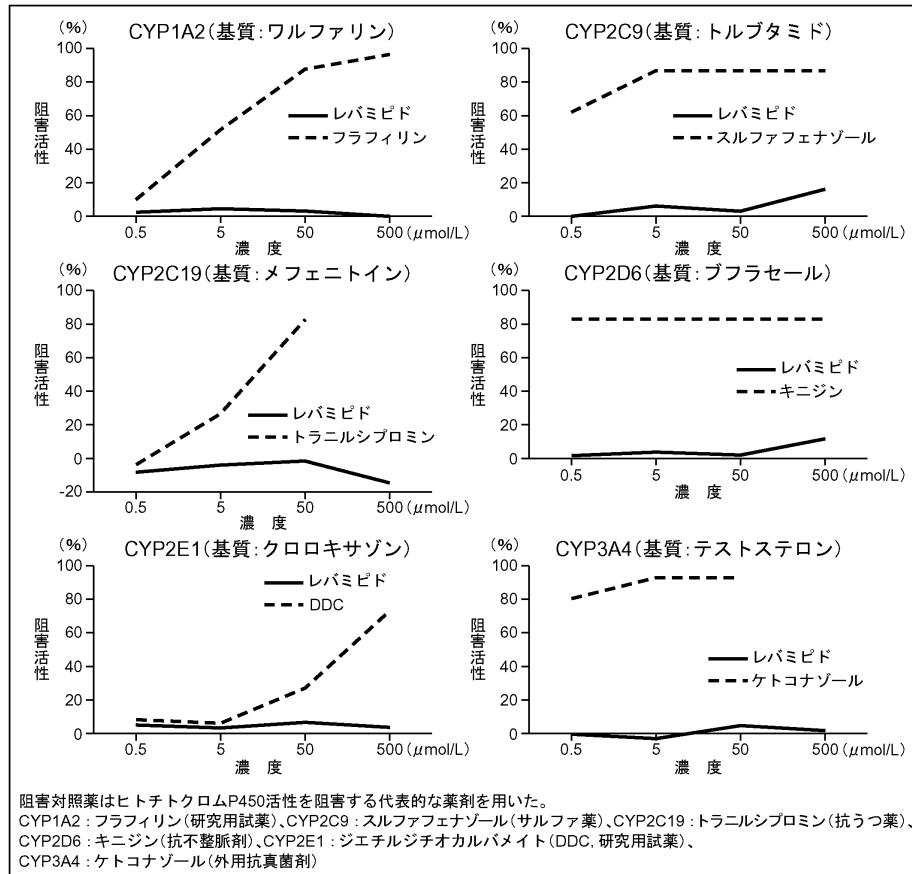 (%)
CYP1A2(基質:ワルファリン)
100
80
60
40
20
0
阻害活性
レバミピド
フラフィリン
0.5 5 50 500(μmol/L)
濃 度
CYP2C9(基質:トルブタミド)
100
80
60
40
20
0
阻害活性
レバミピド
スルファフェナゾール
0.5 5 50 500(μmol/L)
濃 度
(%)
CYP2C19(基質:メフェニトイン)
100
80
60
40
20
0
-20
阻害活性
レバミピド
トラニルシプロミン
0.5 5 50 500(μmol/L)
濃 度
(%)
CYP2D6(基質:ブフラセール)
100
80
60
40
20
0
阻害活性
レバミピド
キニジン
0.5 5 50 500(μmol/L)
濃 度
(%)
CYP2E1(基質:クロロキサゾン)
100
80
60
40
20
0
阻害活性
レバミピド
DDC
0.5 5 50 500(μmol/L)
濃 度
(%)
CYP3A4(基質:テストステロン)
100
80
60
40
20
0
阻害活性
レバミピド
ケトコナゾール
0.5 5 50 500(μmol/L)
濃 度
阻害対照薬はヒトチトクロムP450活性を阻害する代表的な薬剤を用いた。
CYP1A2:フラフィリン(研究用試薬)、CYP2C9:スルファフェナゾール(サルファ薬)、CYP2C19:トラニルシプロミン(抗うつ薬)、
CYP2D6:キニジン(抗不整脈剤)、CYP2E1:ジエチルジチオカルバメイト(DDC, 研究用試薬)、
CYP3A4:ケトコナゾール(外用抗真菌剤)